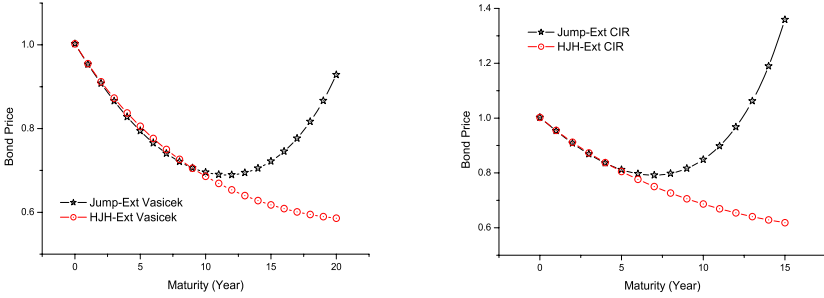 1.0
0.8
0.6
Bond Price
Jump-Ext Vasicek
HJH-Ext Vasicek
0 5 10 15 20
Maturity (Year)
1.4
1.2
1.0
0.8
0.6
Bond Price
Jump-Ext CIR
HJH-Ext CIR
0 5 10 15
Maturity (Year)